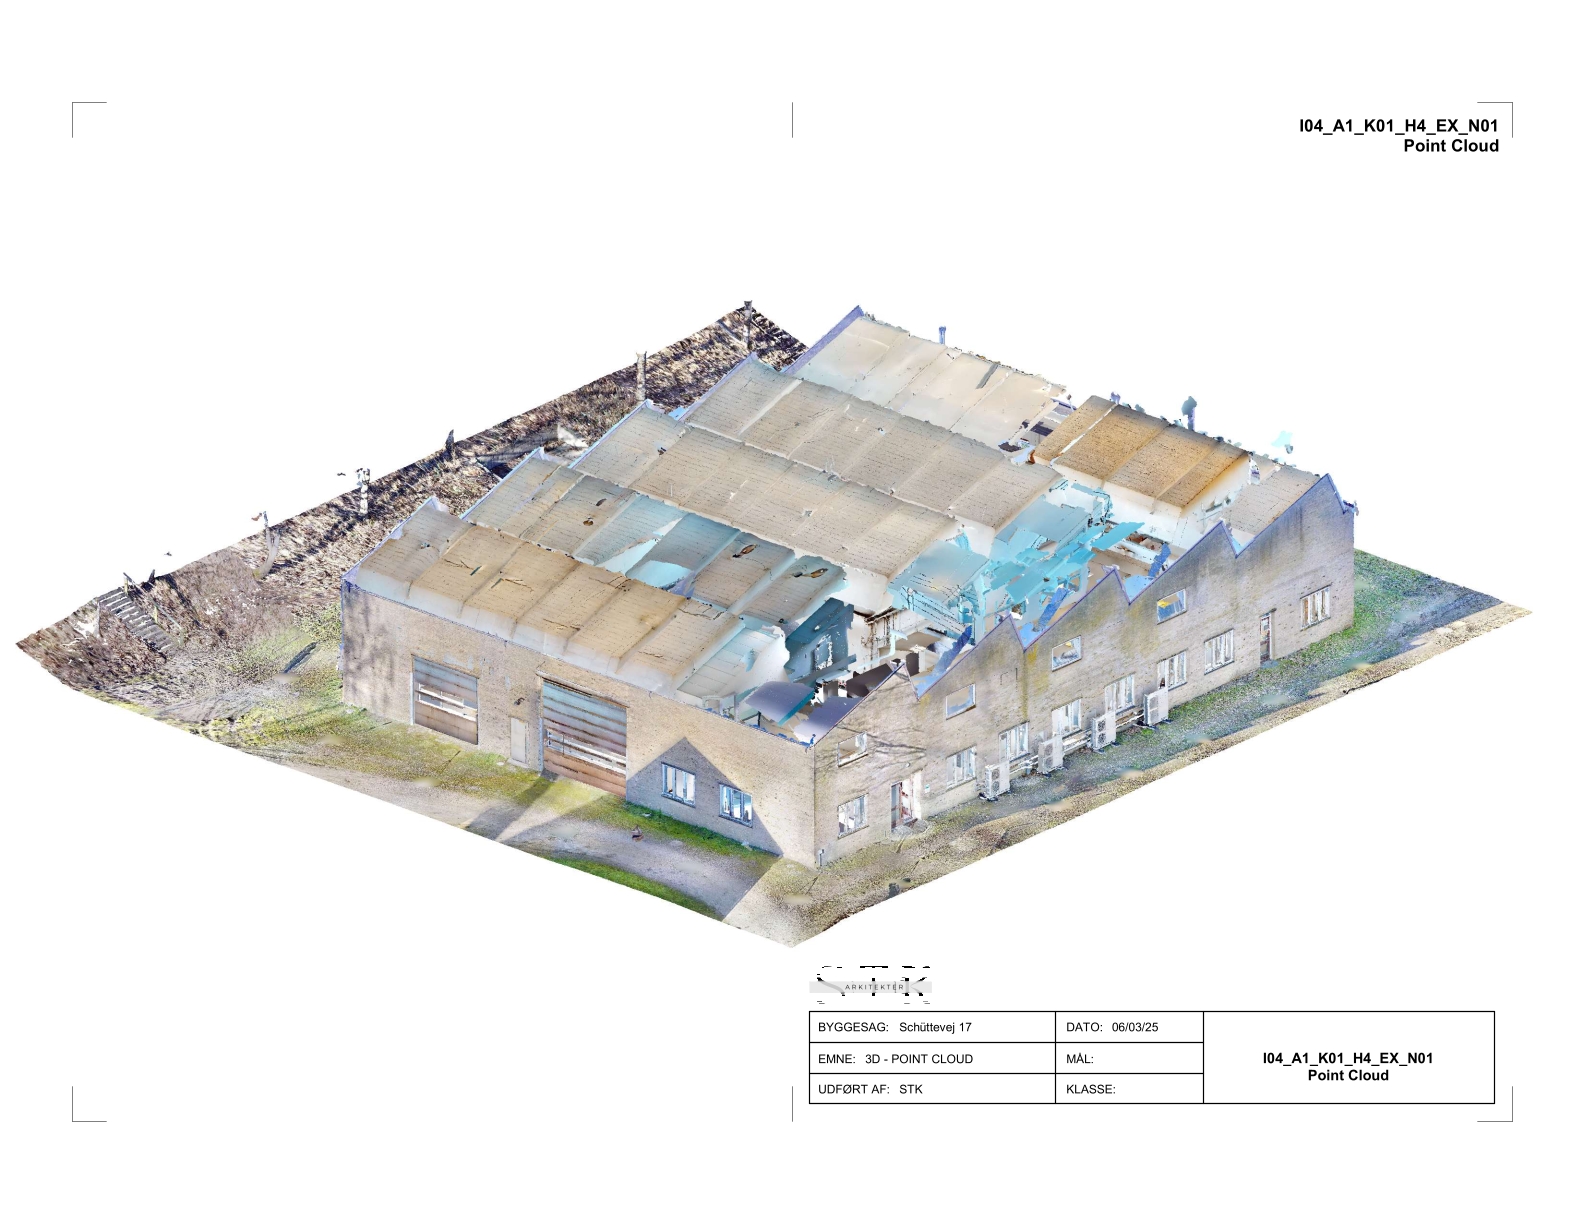 I04_A1_K01_H4_EX_N01
Point Cloud
STK
ARKITEKTER
BYGGESAG: Schüttevej 17
DATO: 06/03/25
EMNE: 3D - POINT CLOUD
MÅL:
UDFØRT AF: STK
KLASSE:
I04_A1_K01_H4_EX_N01
Point Cloud